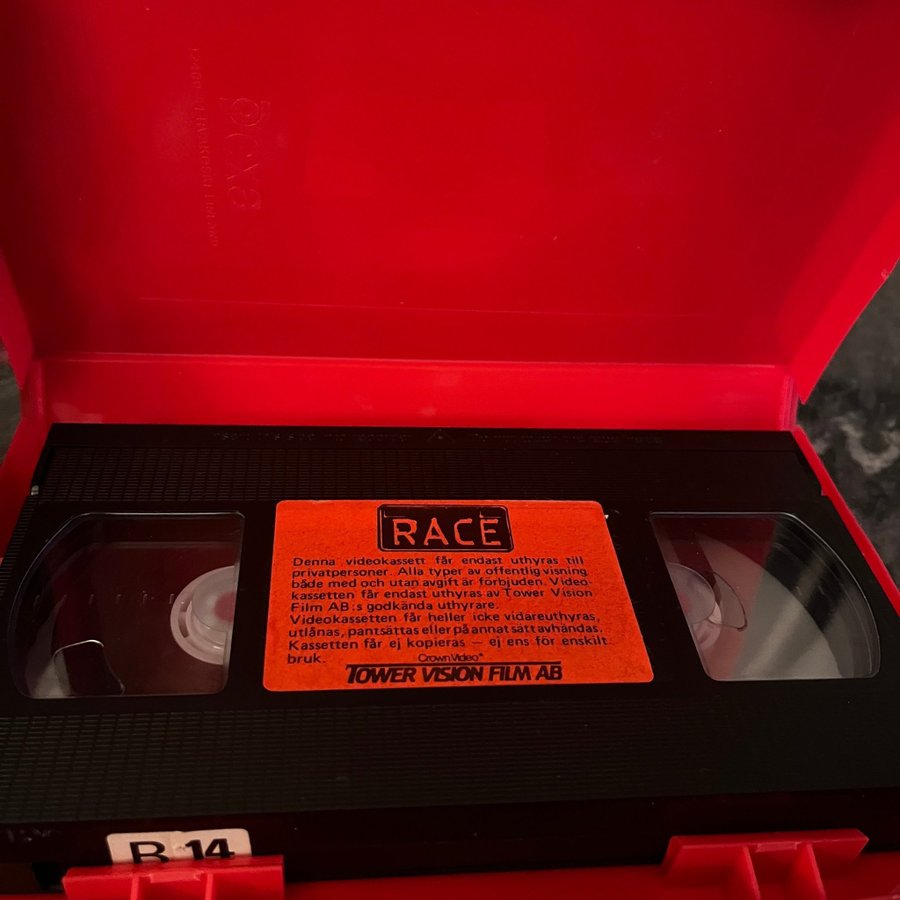 RACE
Denna videokassett får endast uthyras till
privatpersoner. Alla typer av offentlig visning,
både med och utan avgift är förbjuden. Video-
kassetten får endast uthyras av Tower Vision
Film AB:s godkända uthyrare.
Videokassetten får heller icke vidareuthyras,
utlånas, pantsättas eller på annat sätt avhändas.
Kassetten får ej kopieras — ej ens för enskilt
bruk.
CrownVideo
TOWER VISION FILM AB
R 14